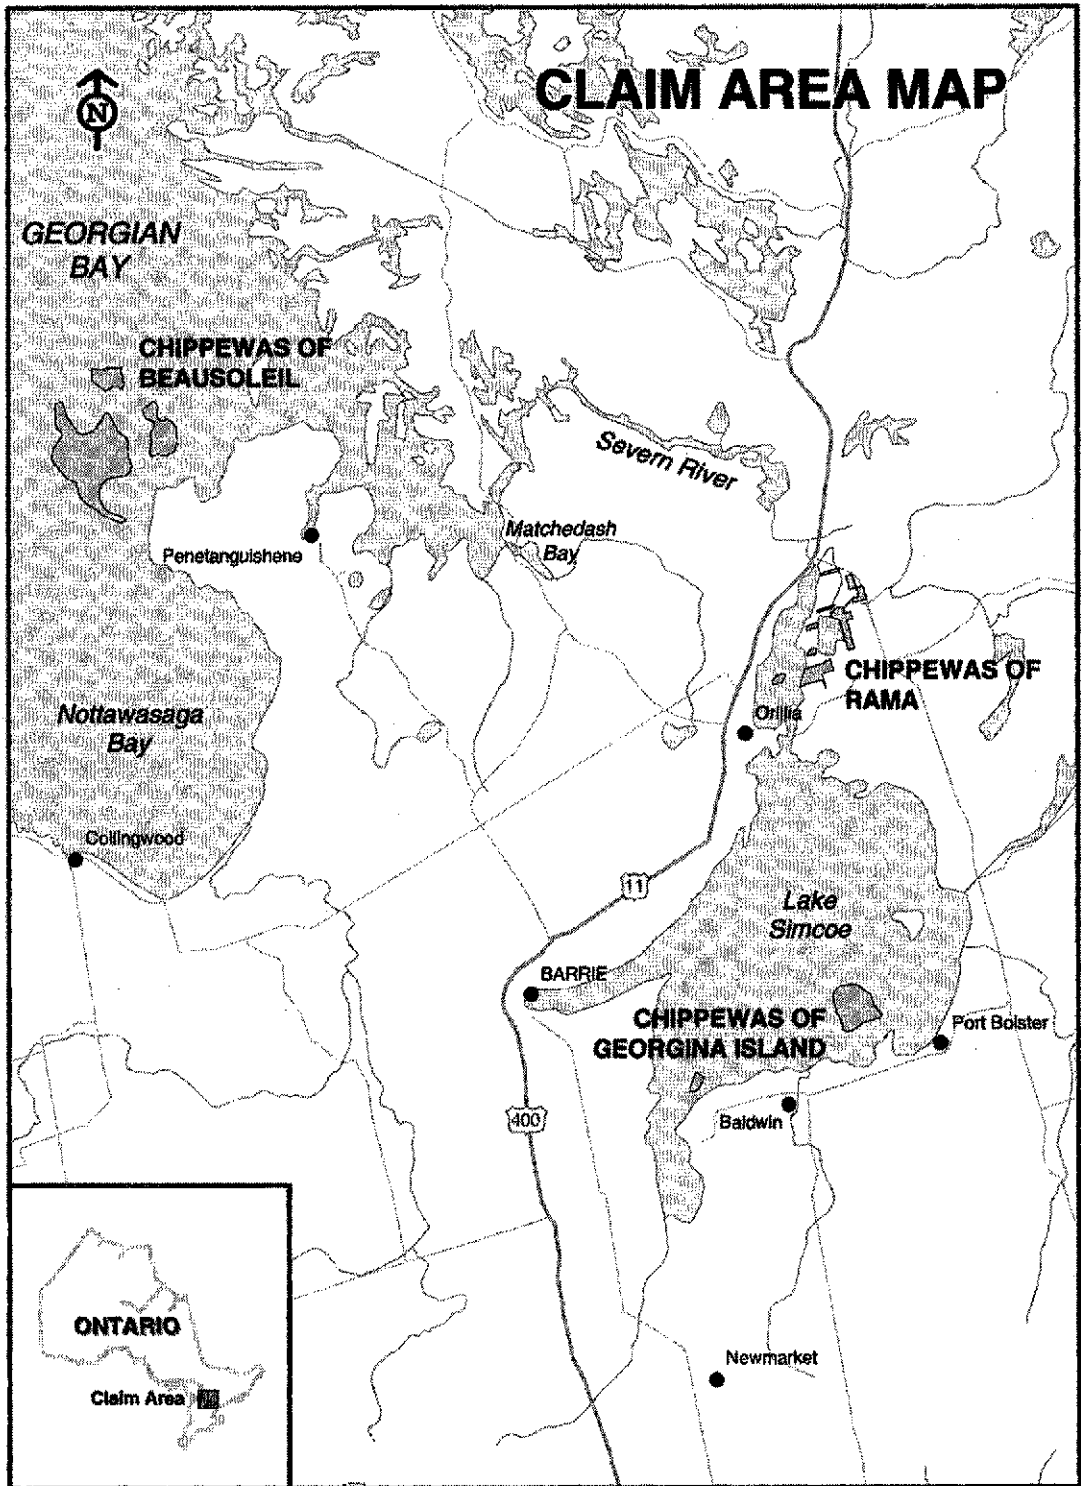 CLAIM AREA MAP
N
GEORGIAN
BAY
CHIPPEWAS OF
BEAUSOLEIL
Severn River
Matchedash
Bay
Penetanguishene
CHIPPEWAS OF
RAMA
Nottawasaga
Bay
Orillia
Collingwood
11
Lake
Simcoe
BARRIE
CHIPPEWAS OF
GEORGINA ISLAND
Port Bolster
400
Baldwin
ONTARIO
Claim Area
Newmarket